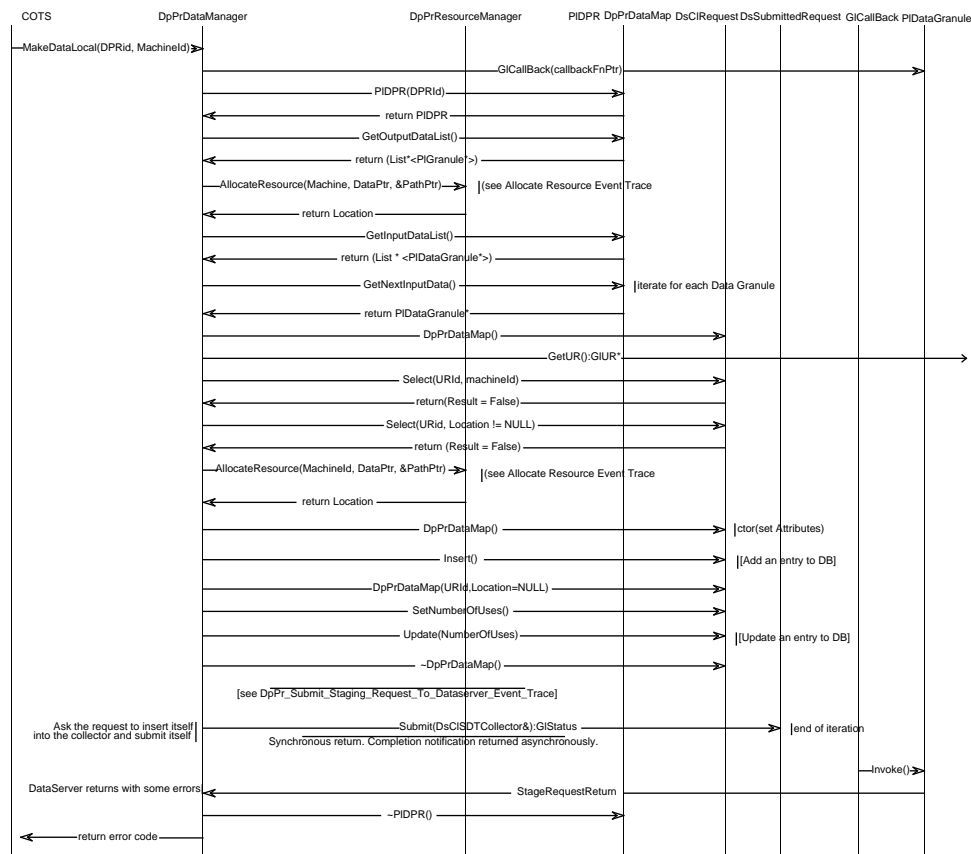 COTS DpPrDataManager DpPrResourceManager PlDPR DpPrDataMap DsClRequest DsSubmittedRequest GlCallBack PlDataGranule
MakeDataLocal(DPRid, MachineId)
GlCallBack(callbackFnPtr)
PlDPR(DPRId)
return PlDPR
GetOutputDataList()
return (List*<PlGranule*>)
AllocateResource(Machine, DataPtr, &PathPtr) (see Allocate Resource Event Trace
return Location
GetInputDataList()
return (List * <PlDataGranule*>)
GetNextInputData() iterate for each Data Granule
return PlDataGranule*
DpPrDataMap()
GetUR():GlUR*
Select(URId, machineId)
return(Result = False)
Select(URid, Location != NULL)
return (Result = False)
AllocateResource(MachineId, DataPtr, &PathPtr) (see Allocate Resource Event Trace
return Location
DpPrDataMap() ctor(set Attributes)
Insert() [Add an entry to DB]
DpPrDataMap(URId,Location=NULL)
SetNumberOfUses()
Update(NumberOfUses) [Update an entry to DB]
~DpPrDataMap()
[see DpPr_Submit_Staging_Request_To_Dataserver_Event_Trace]
Ask the request to insert itself Submit(DsClSDTCollector&):GlStatus end of iteration
into the collector and submit itself
Synchronous return. Completion notification returned asynchronously.
Invoke()
DataServer returns with some errors StageRequestReturn
~PlDPR()
return error code